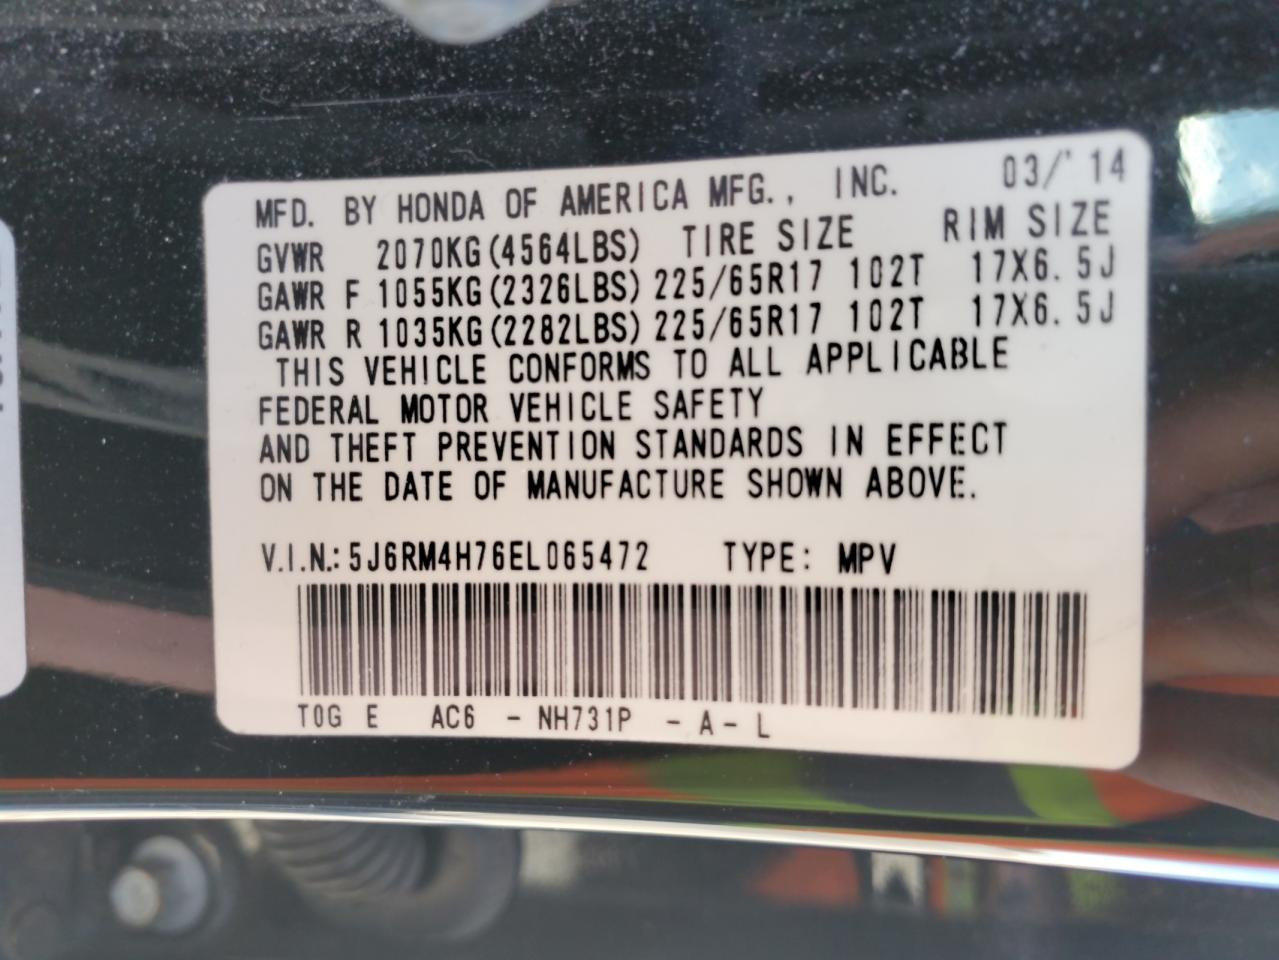 MFD. BY HONDA OF AMERICA MFG., INC. 03/'14
GVWR 2070KG(4564LBS) TIRE SIZE RIM SIZE
GAWR F 1055KG(2326LBS) 225/65R17 102T 17X6.5J
GAWR R 1035KG(2282LBS) 225/65R17 102T 17X6.5J
THIS VEHICLE CONFORMS TO ALL APPLICABLE
FEDERAL MOTOR VEHICLE SAFETY
AND THEFT PREVENTION STANDARDS IN EFFECT
ON THE DATE OF MANUFACTURE SHOWN ABOVE.
V.I.N.: 5J6RM4H76EL065472 TYPE: MPV
T0G E AC6 - NH731P - A - L